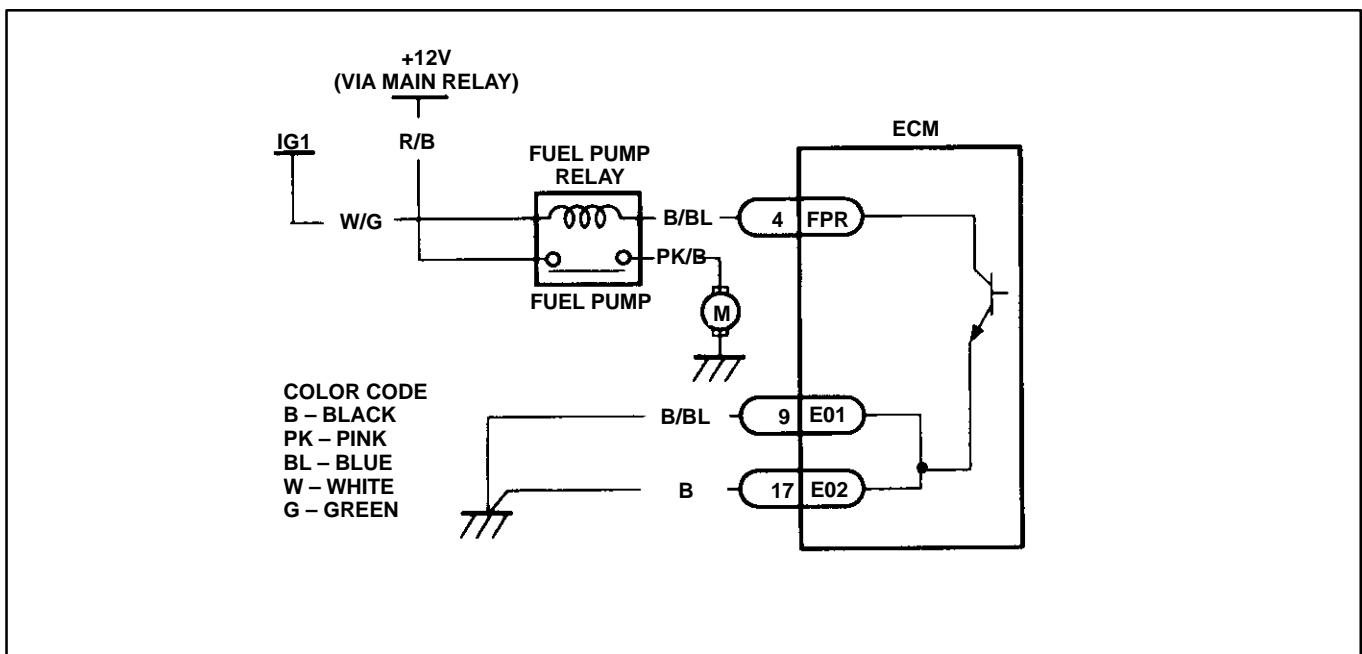 +12V
(VIA MAIN RELAY)
ECM
IG1
R/B
FUEL PUMP
RELAY
W/G
B/BL
4 FPR
PK/B
FUEL PUMP
M
COLOR CODE
B – BLACK
PK – PINK
BL – BLUE
W – WHITE
G – GREEN
B/BL
9 E01
B
17 E02